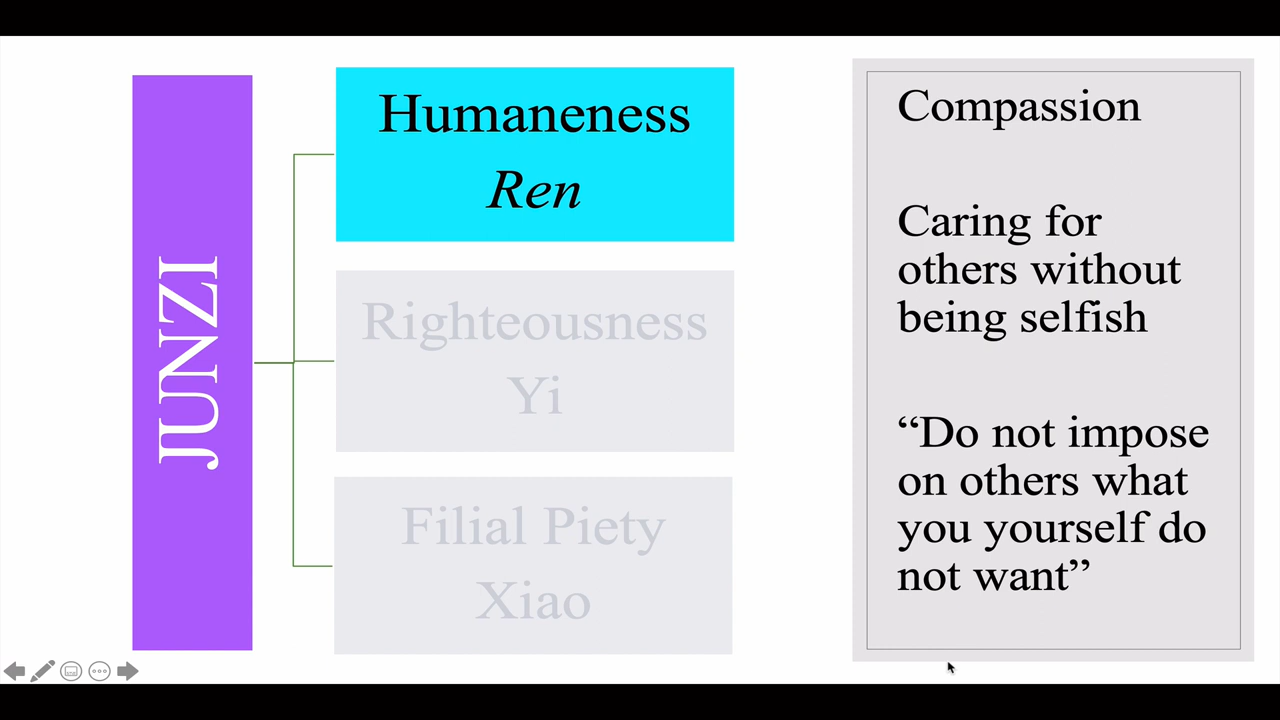 JUNZI
Humaneness
Ren
Righteousness
Yi
Filial Piety
Xiao
Compassion
Caring for
others without
being selfish
“Do not impose
on others what
you yourself do
not want”